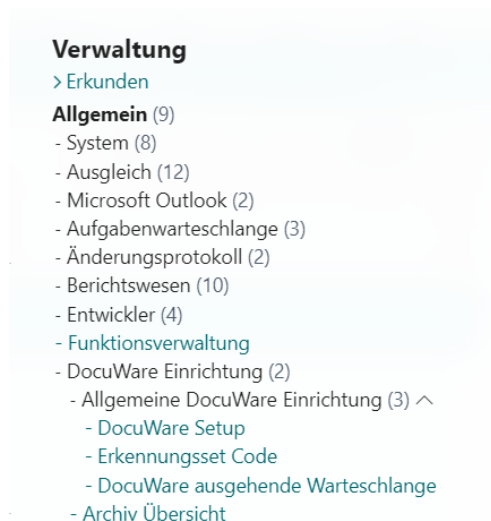 Verwaltung
> Erkunden
Allgemein (9)
- System (8)
- Ausgleich (12)
- Microsoft Outlook (2)
- Aufgabenwarteschlange (3)
- Änderungsprotokoll (2)
- Berichtswesen (10)
- Entwickler (4)
- Funktionsverwaltung
- DocuWare Einrichtung (2)
- Allgemeine DocuWare Einrichtung (3)
- DocuWare Setup
- Erkennungsset Code
- DocuWare ausgehende Warteschlange
- Archiv Übersicht